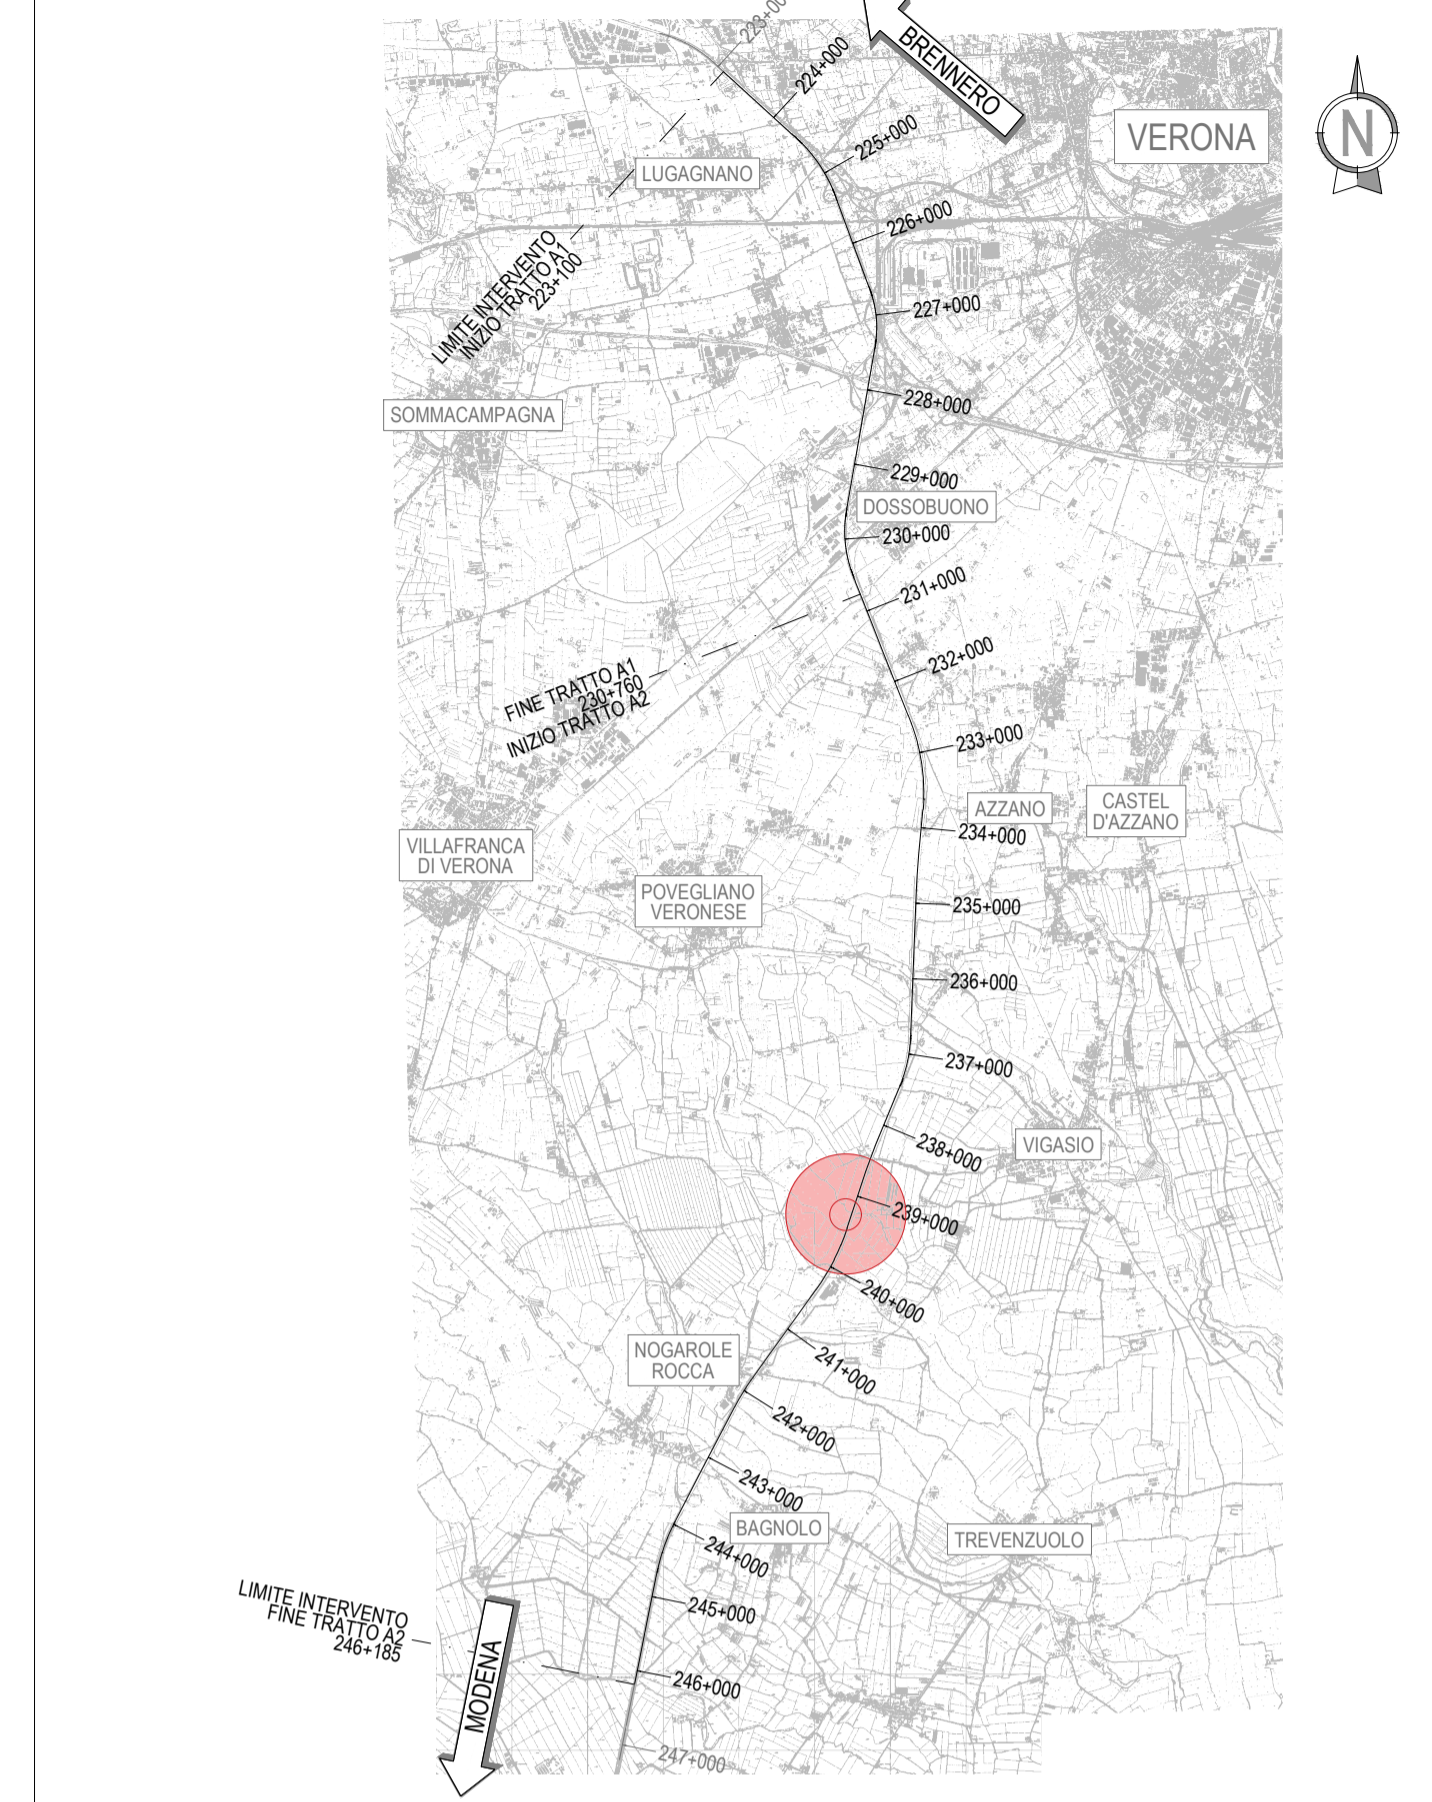 223+000
BRENNERO
224+000
N
VERONA
225+000
LUGAGNANO
226+000
LIMITE INTERVENTO
INIZIO TRATTO A1
223+100
227+000
228+000
SOMMACAMPAGNA
229+000
DOSSOBUONO
230+000
231+000
232+000
FINE TRATTO A1
230+760
INIZIO TRATTO A2
233+000
AZZANO
CASTEL
D'AZZANO
234+000
VILLAFRANCA
DI VERONA
POVEGLIANO
VERONESE
235+000
236+000
237+000
238+000
VIGASIO
239+000
240+000
NOGAROLE
ROCCA
241+000
242+000
243+000
BAGNOLO
TREVENZUOLO
244+000
LIMITE INTERVENTO
FINE TRATTO A2
246+185
245+000
MODENA
246+000
247+000